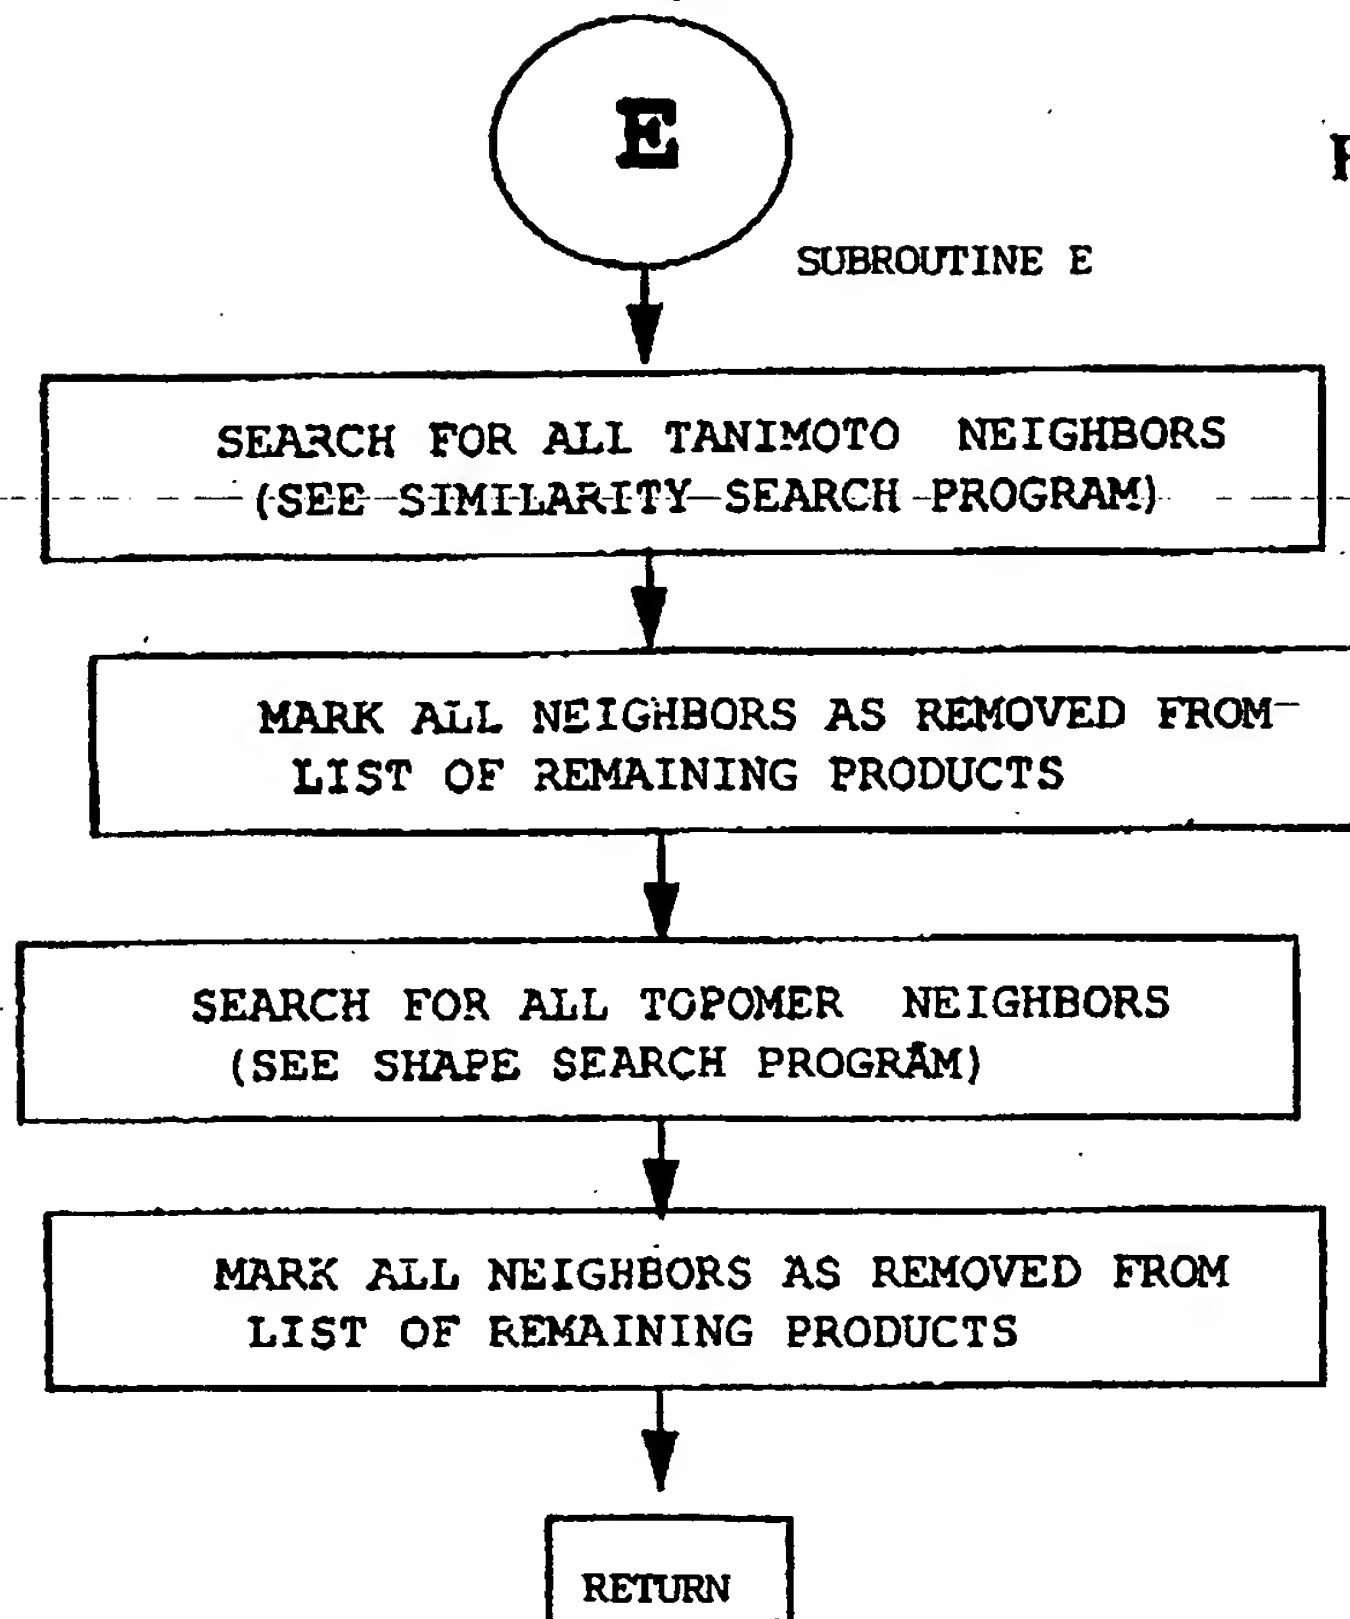 E
SUBROUTINE E
SEARCH FOR ALL TANIMOTO NEIGHBORS
(SEE SIMILARITY SEARCH PROGRAM)
MARK ALL NEIGHBORS AS REMOVED FROM
LIST OF REMAINING PRODUCTS
SEARCH FOR ALL TOPOMER NEIGHBORS
(SEE SHAPE SEARCH PROGRAM)
MARK ALL NEIGHBORS AS REMOVED FROM
LIST OF REMAINING PRODUCTS
RETURN